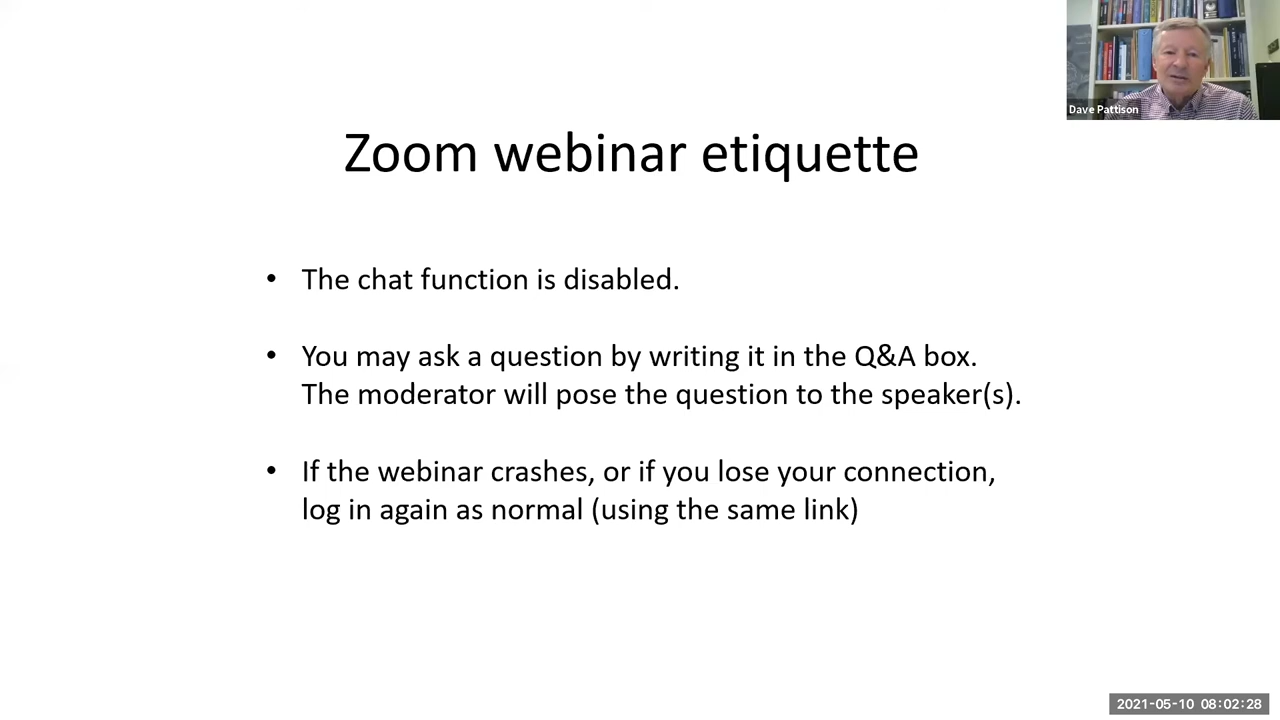 Dave Pattison
Zoom webinar etiquette
• The chat function is disabled.
• You may ask a question by writing it in the Q&A box.
The moderator will pose the question to the speaker(s).
• If the webinar crashes, or if you lose your connection,
log in again as normal (using the same link)
2021-05-10 08:02:28